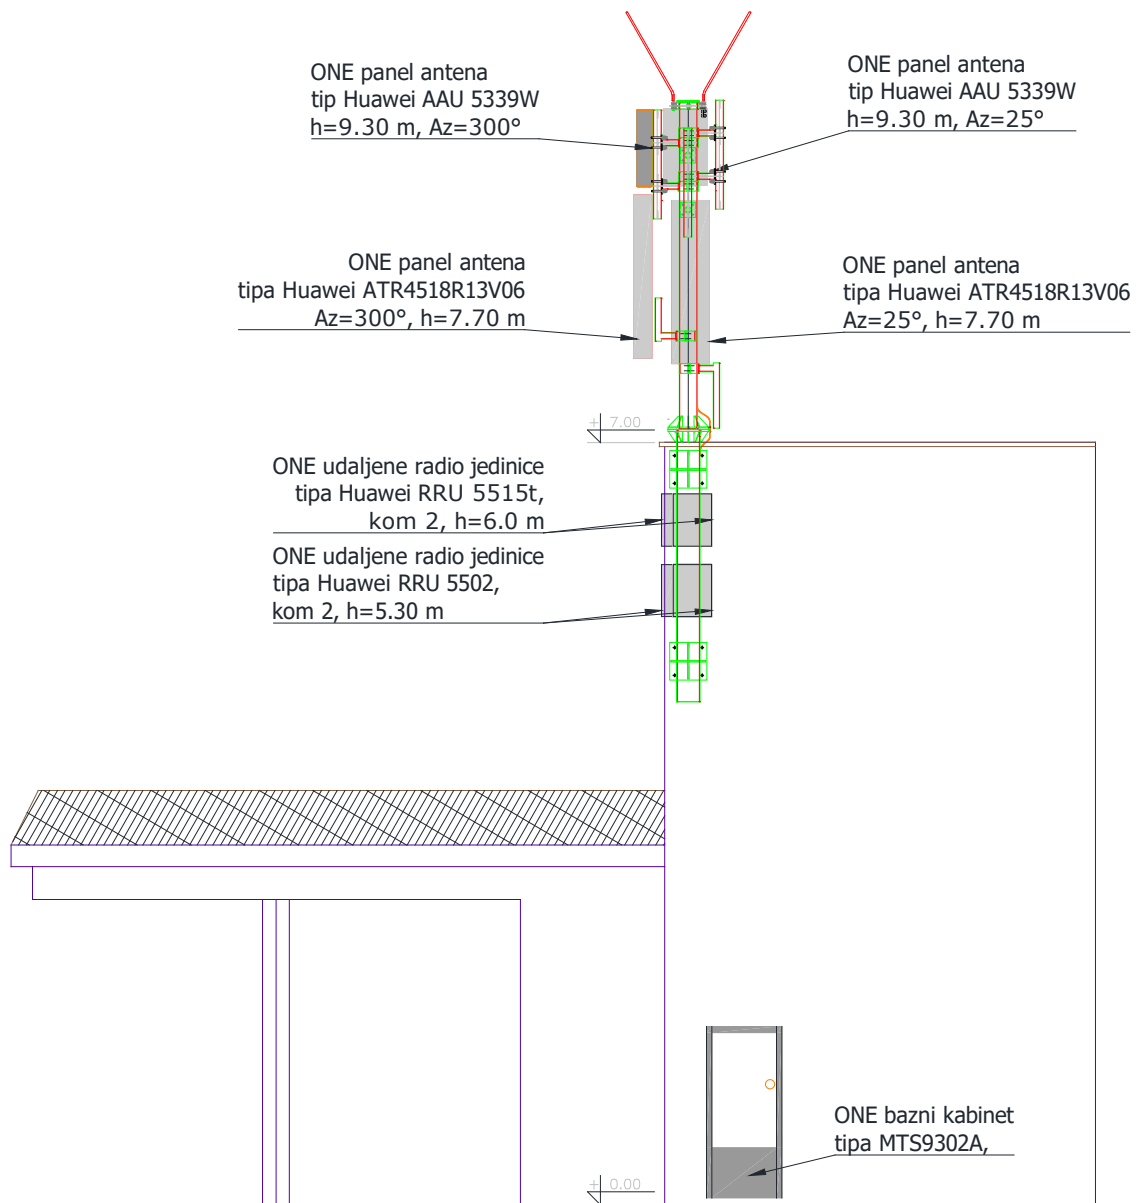 ONE panel antena
tip Huawei AAU 5339W
h=9.30 m, Az=300°
ONE panel antena
tip Huawei AAU 5339W
h=9.30 m, Az=25°
ONE panel antena
tipa Huawei ATR4518R13V06
Az=300°, h=7.70 m
ONE panel antena
tipa Huawei ATR4518R13V06
Az=25°, h=7.70 m
+ 7.00
ONE udaljene radio jedinice
tipa Huawei RRU 5515t,
kom 2, h=6.0 m
ONE udaljene radio jedinice
tipa Huawei RRU 5502,
kom 2, h=5.30 m
ONE bazni kabinet
tipa MTS9302A,
+ 0.00